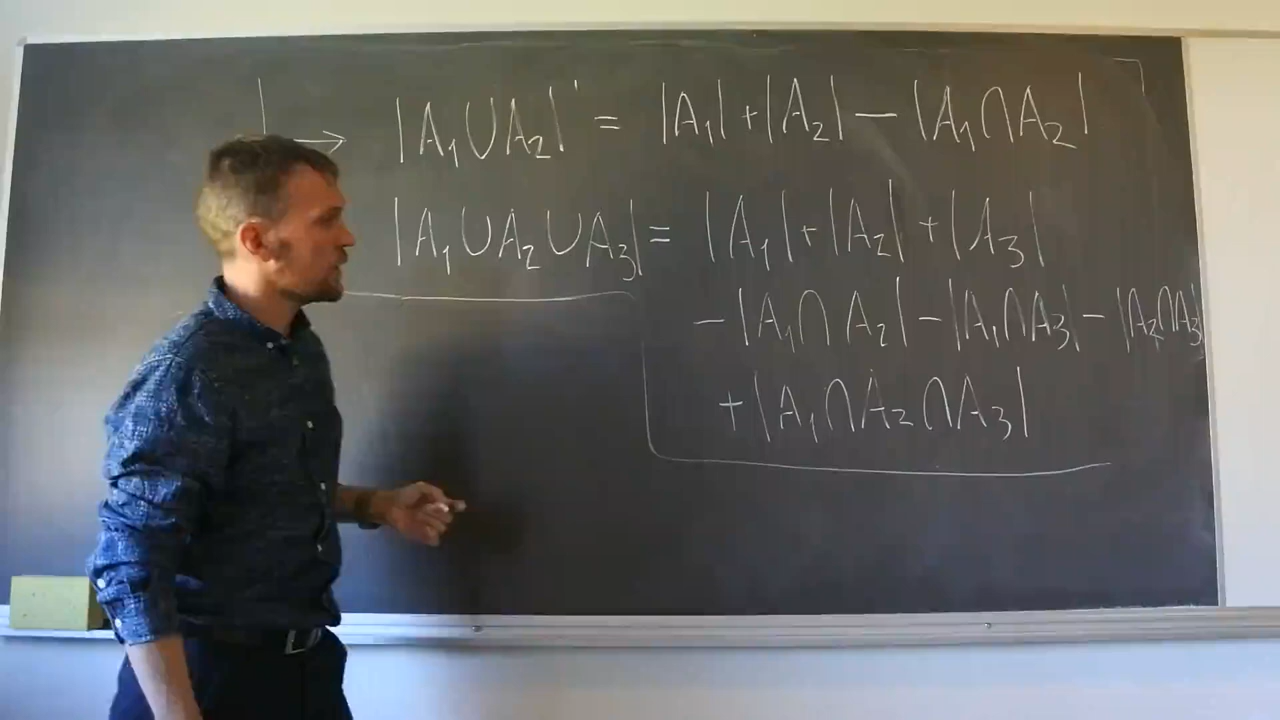 → |A₁∪A₂| = |A₁|+|A₂|−|A₁∩A₂|
|A₁∪A₂∪A₃| = |A₁|+|A₂|+|A₃|
−|A₁∩A₂|−|A₁∩A₃|−|A₂∩A₃|
+|A₁∩A₂∩A₃|